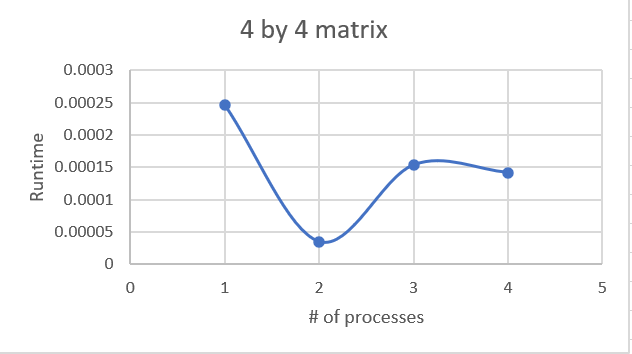 4 by 4 matrix
0.0003
0.00025
0.0002
0.00015
0.0001
0.00005
0
Runtime
0 1 2 3 4 5
# of processes